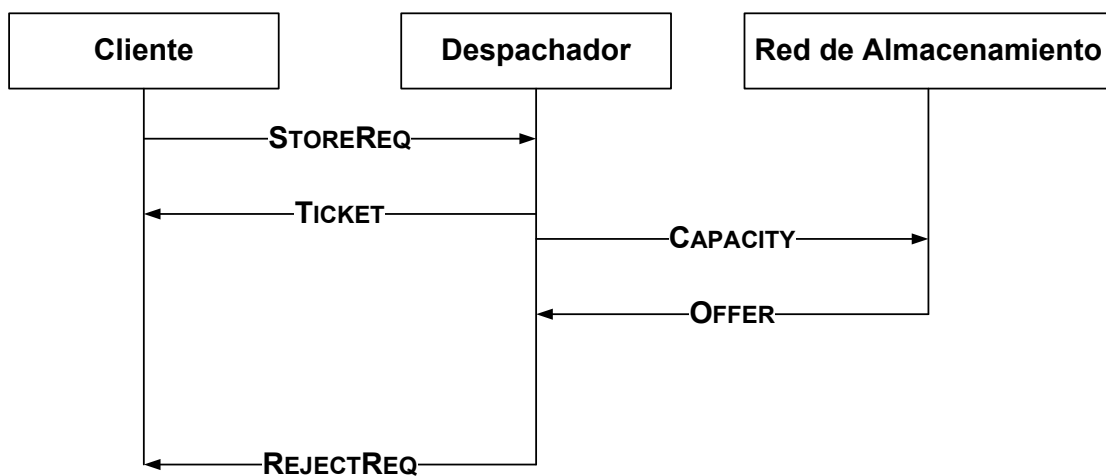 Cliente
Despachador
Red de Almacenamiento
STOREREQ
TICKET
CAPACITY
OFFER
REJECTREQ